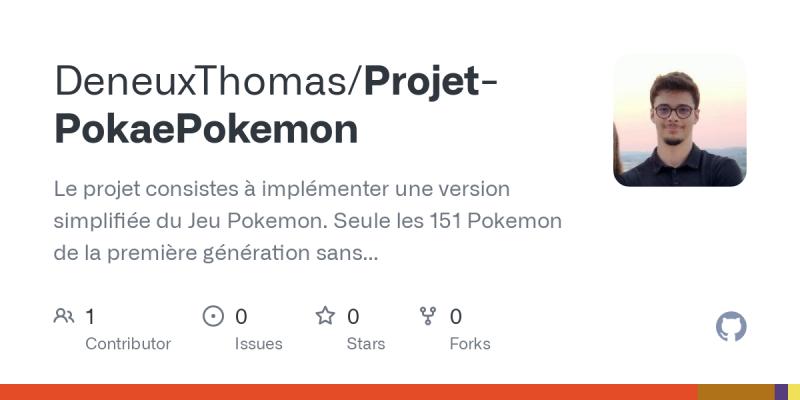 DeneuxThomas/Projet-
PokaePokemon
Le projet consistes à implémenter une version
simplifiée du Jeu Pokemon. Seule les 151 Pokemon
de la première génération sans...
1 0 0 0
Contributor Issues Stars Forks